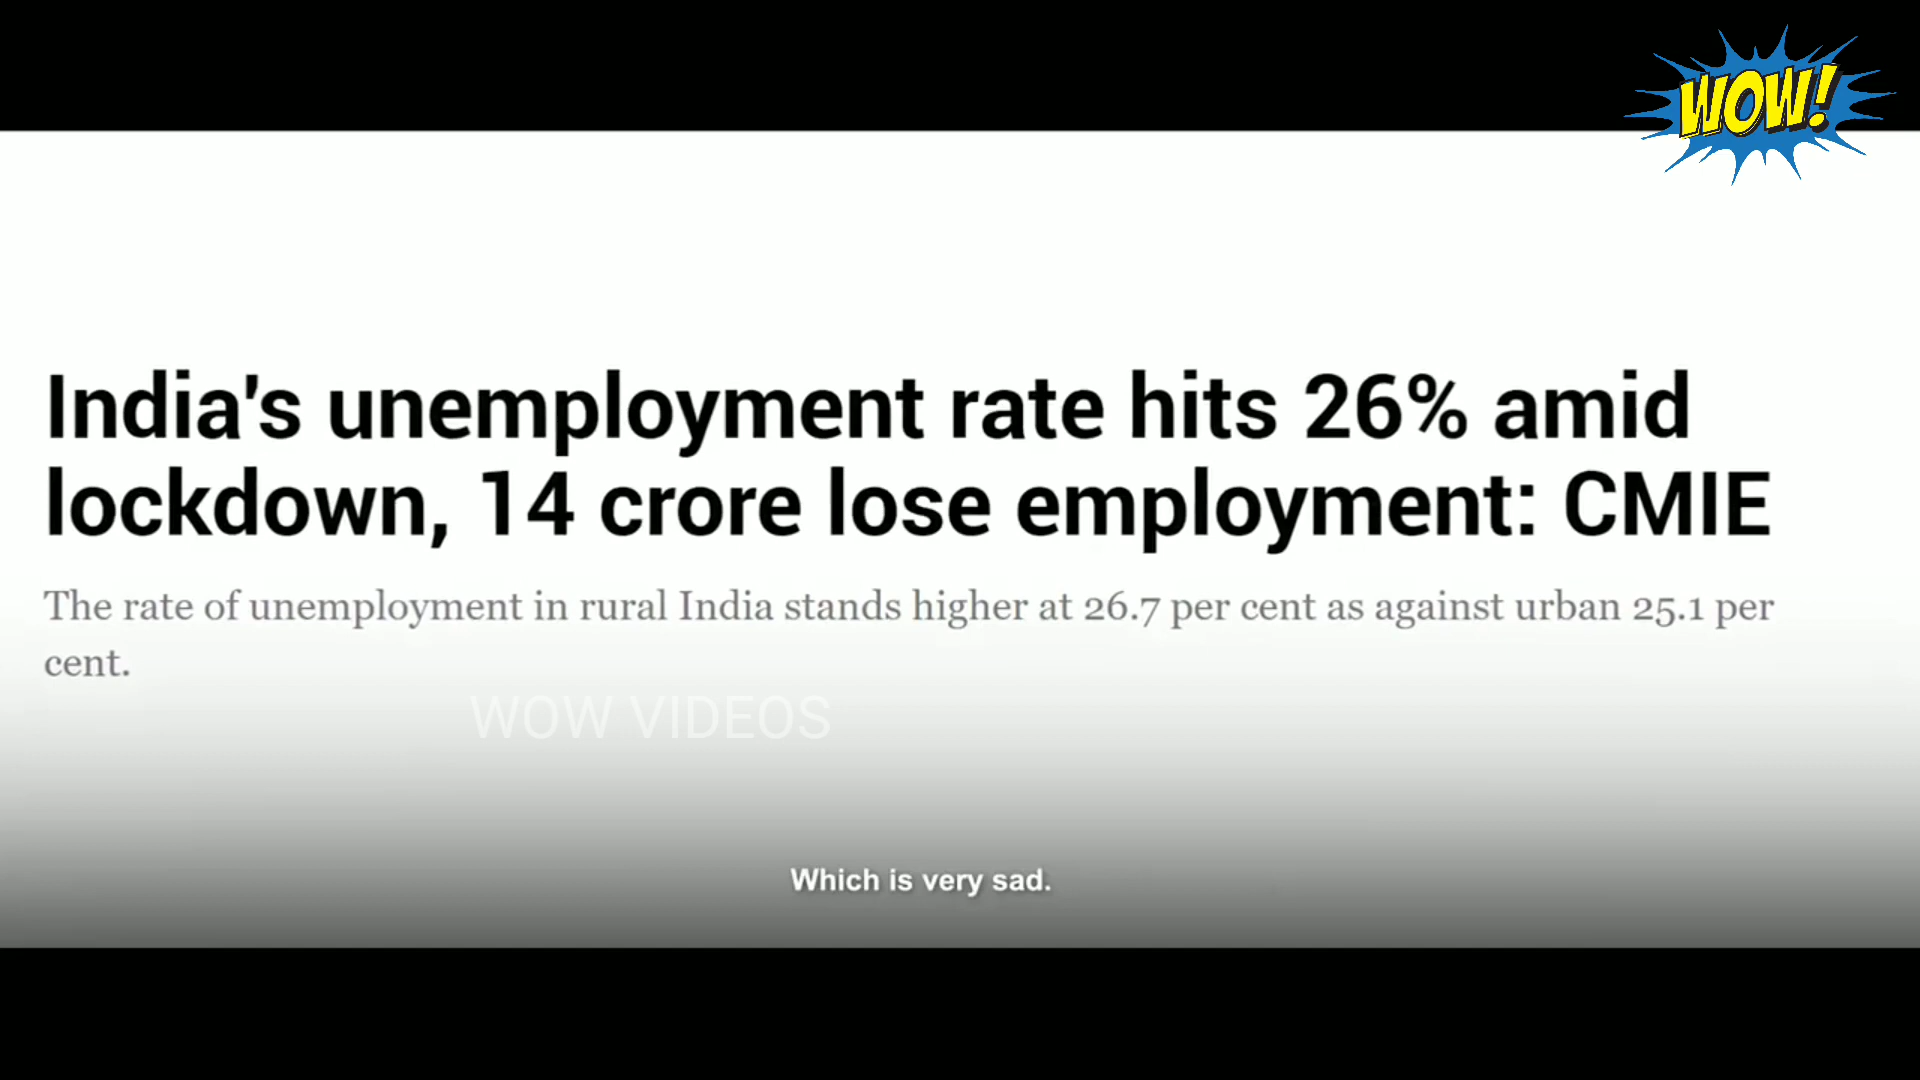 WOW!
India's unemployment rate hits 26% amid
lockdown, 14 crore lose employment: CMIE
The rate of unemployment in rural India stands higher at 26.7 per cent as against urban 25.1 per
cent.
WOW VIDEOS
Which is very sad.